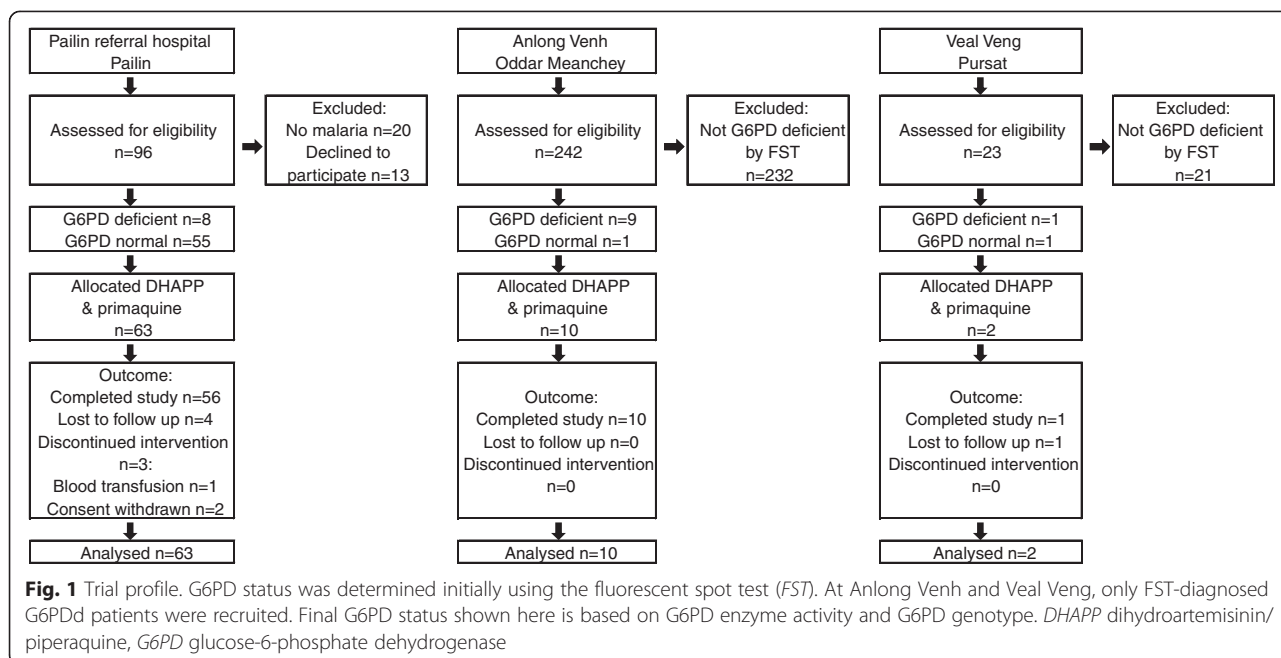 Pailin referral hospital
Pailin
Assessed for eligibility
n=96
Excluded:
No malaria n=20
Declined to
participate n=13
G6PD deficient n=8
G6PD normal n=55
Allocated DHAPP
& primaquine
n=63
Outcome:
Completed study n=56
Lost to follow up n=4
Discontinued intervention
n=3:
Blood transfusion n=1
Consent withdrawn n=2
Analysed n=63
Anlong Venh
Oddar Meanchey
Assessed for eligibility
n=242
Excluded:
Not G6PD deficient
by FST
n=232
G6PD deficient n=9
G6PD normal n=1
Allocated DHAPP
& primaquine
n=10
Outcome:
Completed study n=10
Lost to follow up n=0
Discontinued intervention
n=0
Analysed n=10
Veal Veng
Pursat
Assessed for eligibility
n=23
Excluded:
Not G6PD deficient
by FST
n=21
G6PD deficient n=1
G6PD normal n=1
Allocated DHAPP
& primaquine
n=2
Outcome:
Completed study n=1
Lost to follow up n=1
Discontinued intervention
n=0
Analysed n=2
Fig. 1 Trial profile. G6PD status was determined initially using the fluorescent spot test (FST). At Anlong Venh and Veal Veng, only FST-diagnosed
G6PDd patients were recruited. Final G6PD status shown here is based on G6PD enzyme activity and G6PD genotype. DHAPP dihydroartemisinin/
piperaquine, G6PD glucose-6-phosphate dehydrogenase